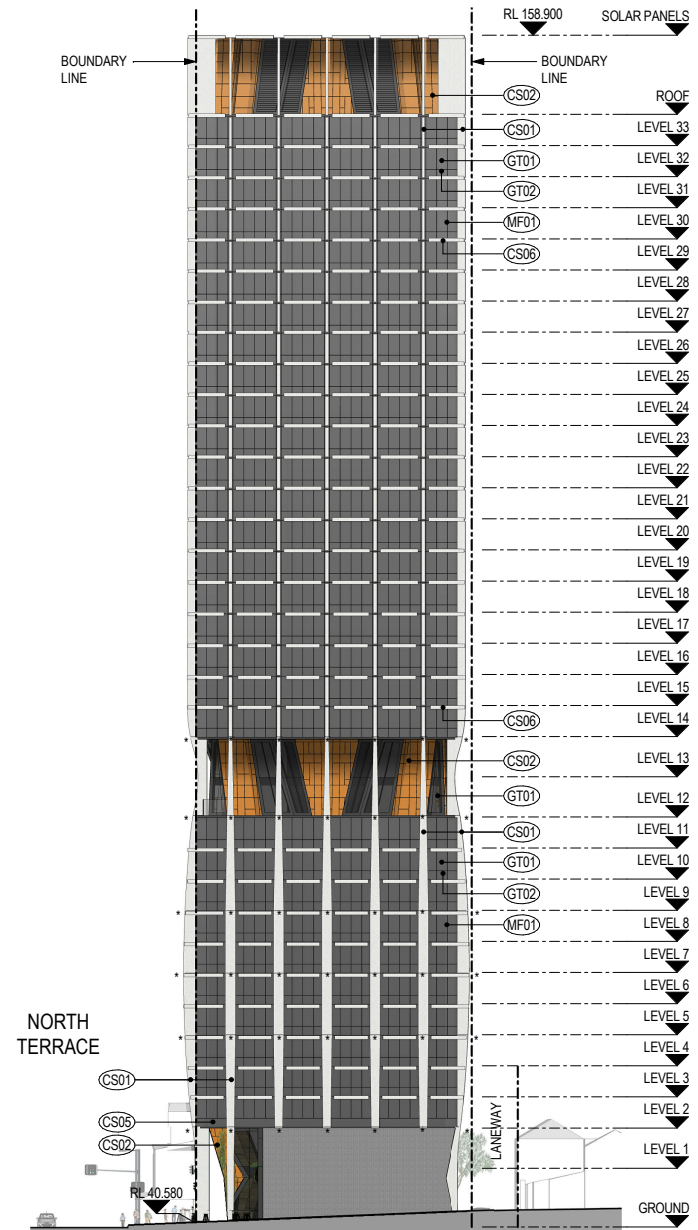 RL 158.900
SOLAR PANELS
BOUNDARY
LINE
BOUNDARY
LINE
CS02
ROOF
CS01
LEVEL 33
GT01
LEVEL 32
GT02
LEVEL 31
MF01
LEVEL 30
CS06
LEVEL 29
LEVEL 28
LEVEL 27
LEVEL 26
LEVEL 25
LEVEL 24
LEVEL 23
LEVEL 22
LEVEL 21
LEVEL 20
LEVEL 19
LEVEL 18
LEVEL 17
LEVEL 16
LEVEL 15
CS06
LEVEL 14
CS02
LEVEL 13
GT01
LEVEL 12
CS01
LEVEL 11
GT01
LEVEL 10
GT02
LEVEL 9
MF01
LEVEL 8
LEVEL 7
LEVEL 6
LEVEL 5
NORTH
TERRACE
LEVEL 4
CS01
LEVEL 3
CS05
LEVEL 2
CS02
LANEWAY
LEVEL 1
RL 40.580
GROUND